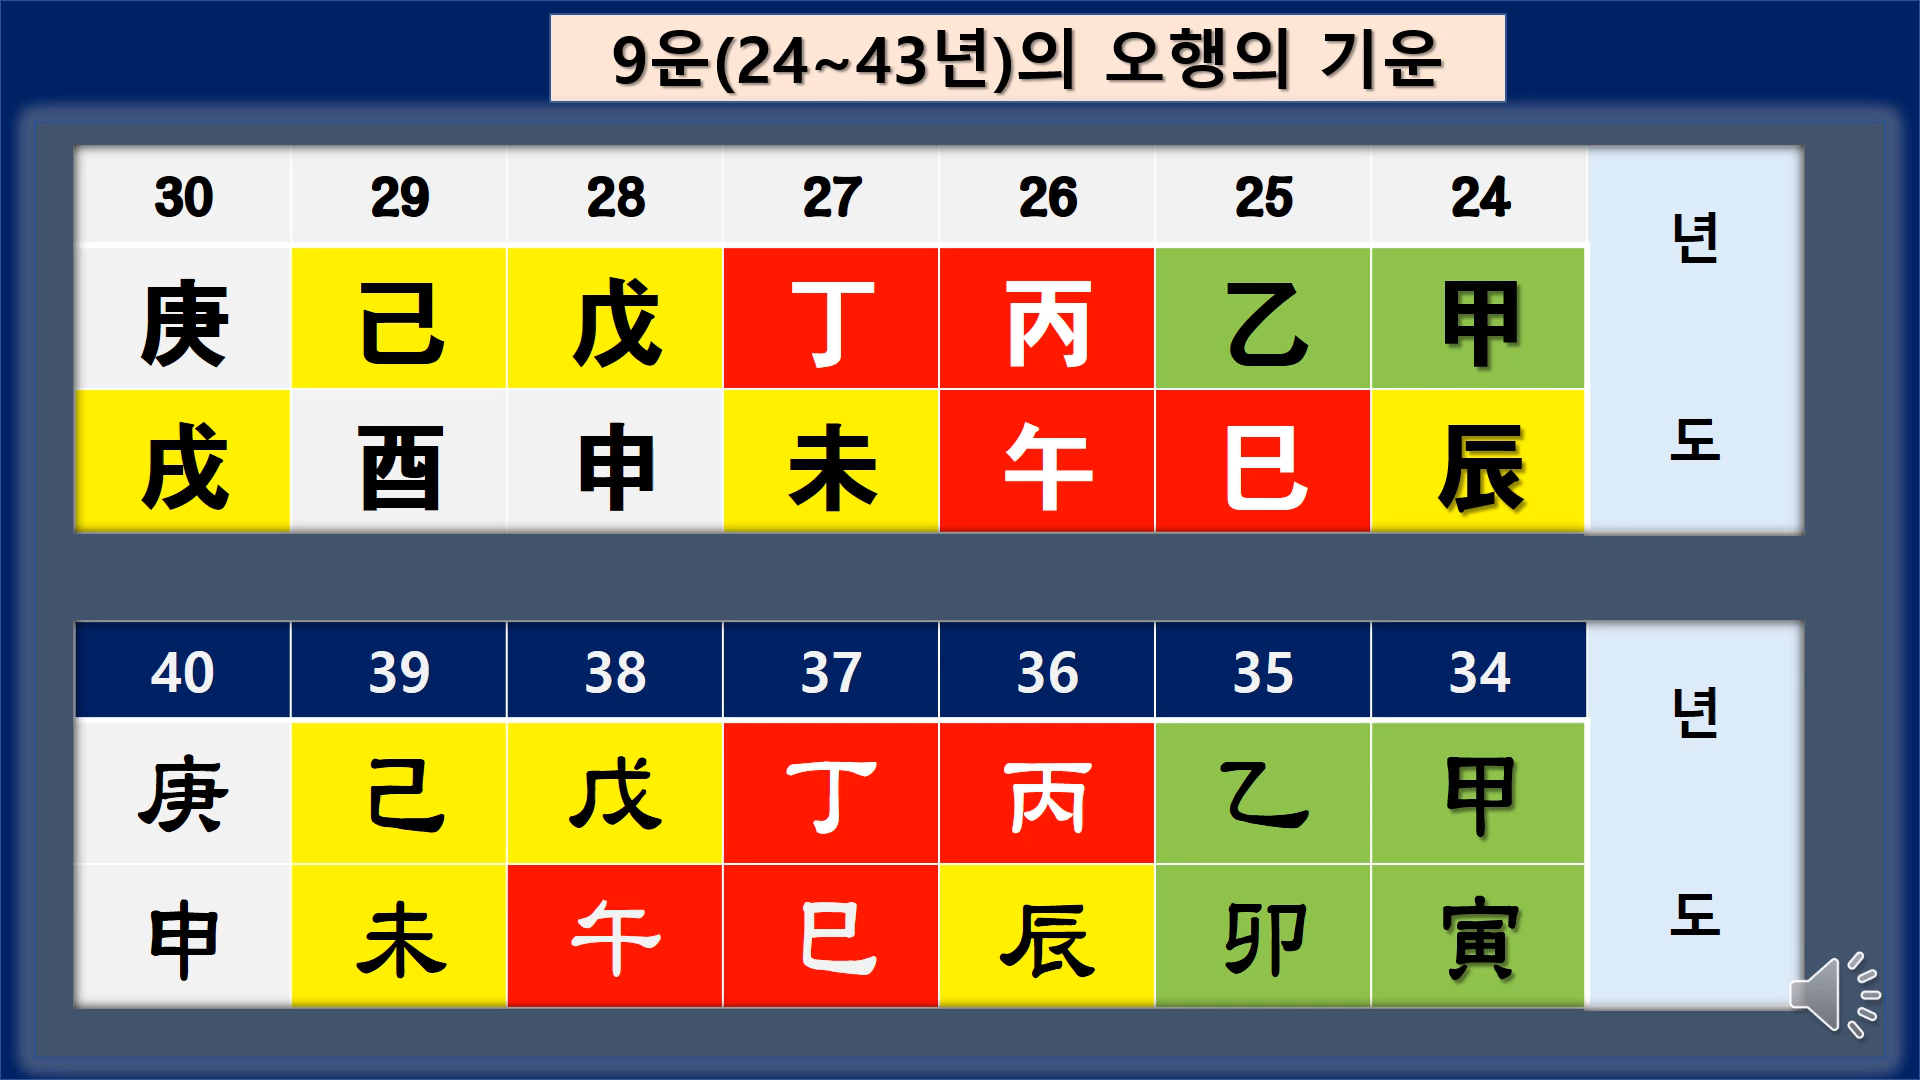 9운(24~43년)의 오행의 기운
30 29 28 27 26 25 24 년
庚 己 戊 丁 丙 乙 甲
戌 酉 申 未 午 巳 辰 도
40 39 38 37 36 35 34 년
庚 己 戊 丁 丙 乙 甲
申 未 午 巳 辰 卯 寅 도